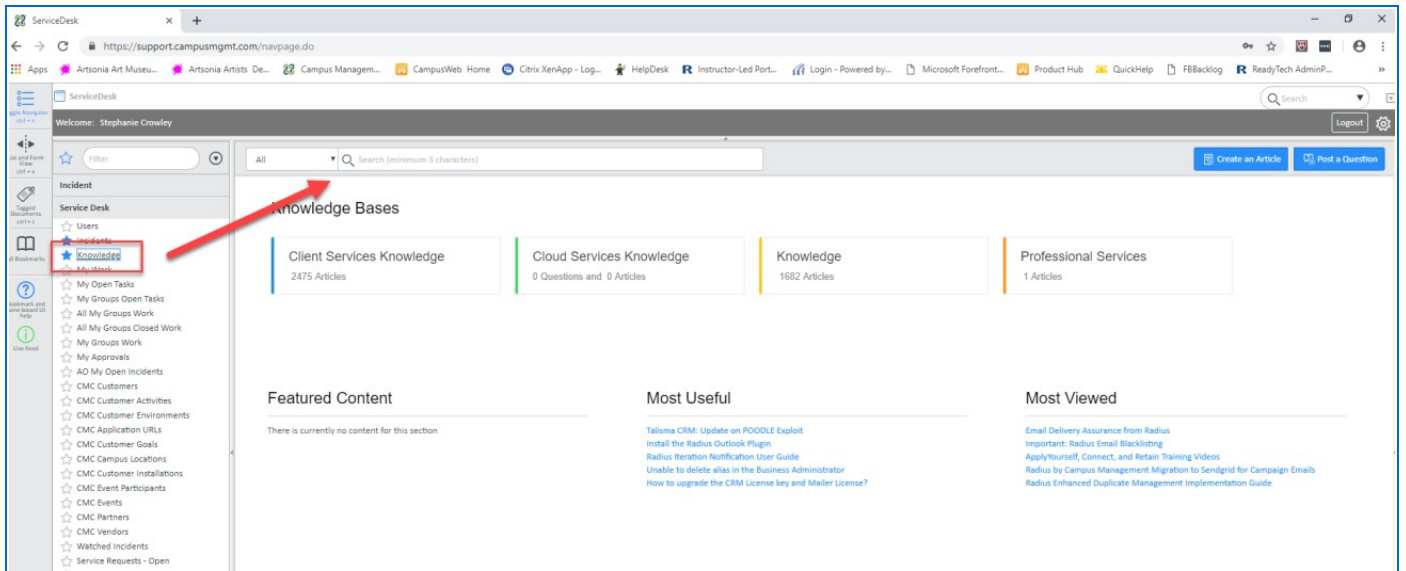 ServiceDesk
https://support.campusmgmt.com/navpage.do
Apps Artsonia Art Museu... Artsonia Artists De... Campus Managem... CampusWeb Home Citrix XenApp - Log... HelpDesk Instructor-Led Port... Login - Powered by... Microsoft Forefront... Product Hub QuickHelp FBBacklog ReadyTech AdminP...
ServiceDesk Search
Welcome: Stephanie Crowley Logout
Filter All Search (minimum 3 characters) Create an Article Post a Question
Incident
Service Desk
Users
Incidents
Knowledge
My Work
My Open Tasks
My Groups Open Tasks
All My Groups Work
All My Groups Closed Work
My Groups Work
My Approvals
AO My Open Incidents
CMC Customers
CMC Customer Activities
CMC Customer Environments
CMC Application URLs
CMC Customer Goals
CMC Campus Locations
CMC Customer Installations
CMC Event Participants
CMC Events
CMC Partners
CMC Vendors
Watched Incidents
Service Requests - Open
Tagged
Documents
ctrl + t
Bookmarks
Live Feed
Knowledge Bases
Client Services Knowledge
2475 Articles
Cloud Services Knowledge
0 Questions and 0 Articles
Knowledge
1682 Articles
Professional Services
1 Articles
Featured Content
There is currently no content for this section
Most Useful
Talisma CRM: Update on POODLE Exploit
Install the Radius Outlook Plugin
Radius Iteration Notification User Guide
Unable to delete alias in the Business Administrator
How to upgrade the CRM License key and Mailer License?
Most Viewed
Email Delivery Assurance from Radius
Important: Radius Email Blacklisting
ApplyYourself, Connect, and Retain Training Videos
Radius by Campus Management Migration to Sendgrid for Campaign Emails
Radius Enhanced Duplicate Management Implementation Guide